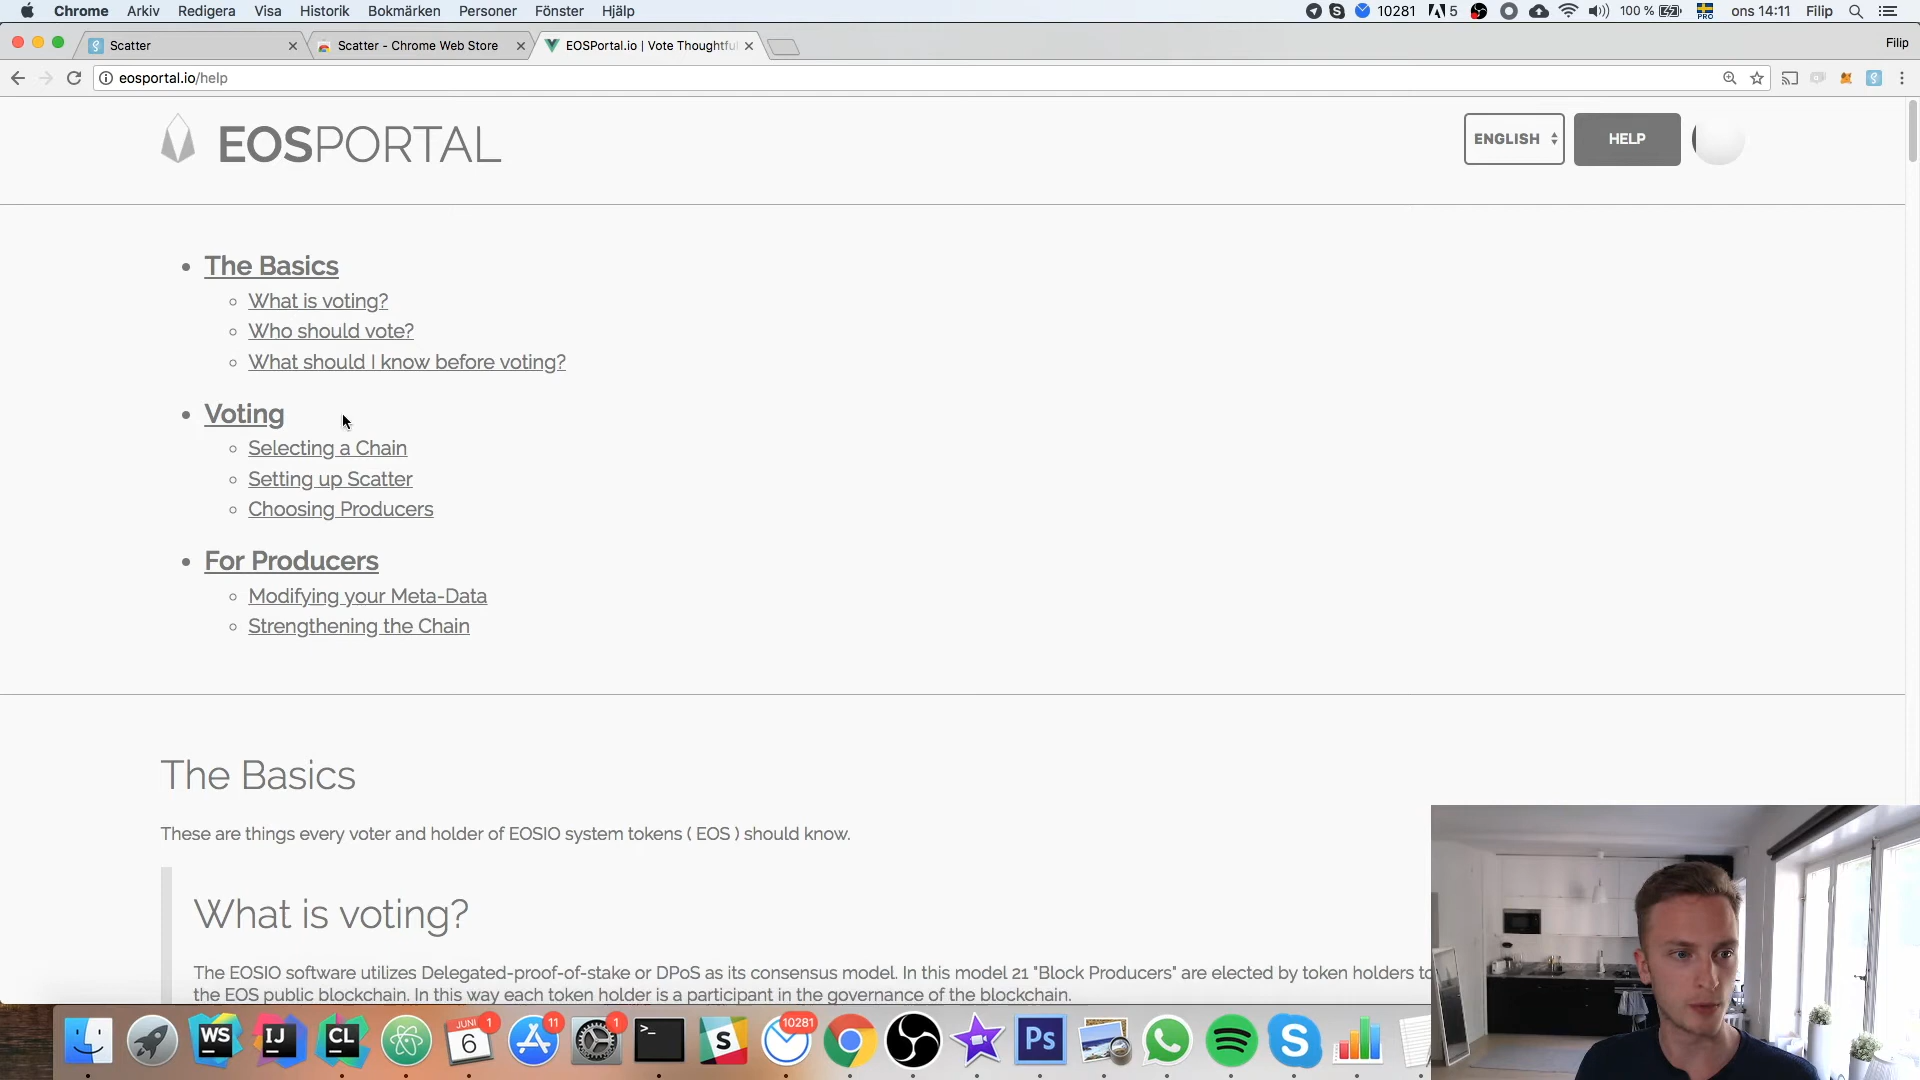 Chrome Arkiv Redigera Visa Historik Bokmärken Personer Fönster Hjälp 10281 5 100 % PRO ons 14:11 Filip
Scatter Scatter - Chrome Web Store EOSPortal.io | Vote Thoughtful Filip
eosportal.io/help
EOSPORTAL ENGLISH HELP
The Basics
What is voting?
Who should vote?
What should I know before voting?
Voting
Selecting a Chain
Setting up Scatter
Choosing Producers
For Producers
Modifying your Meta-Data
Strengthening the Chain
The Basics
These are things every voter and holder of EOSIO system tokens ( EOS ) should know.
What is voting?
The EOSIO software utilizes Delegated-proof-of-stake or DPoS as its consensus model. In this model 21 "Block Producers" are elected by token holders to
the EOS public blockchain. In this way each token holder is a participant in the governance of the blockchain.
WS IJ CL JUNI 6 1 11 1 >_ S 10281 Ps S